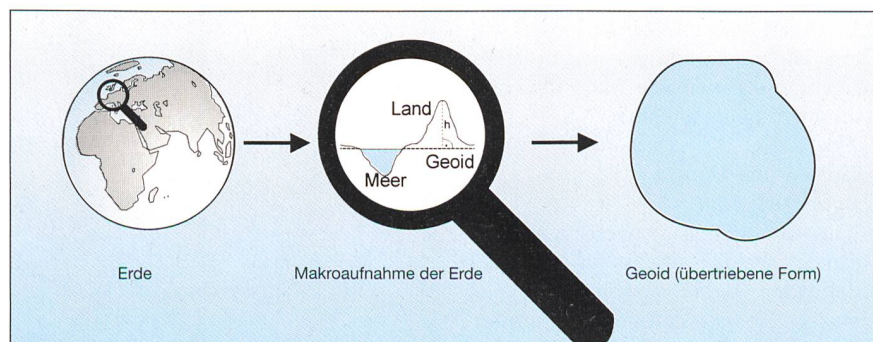 Land
h
Geoid
Meer
Erde
Makroaufnahme der Erde
Geoid (übertriebene Form)